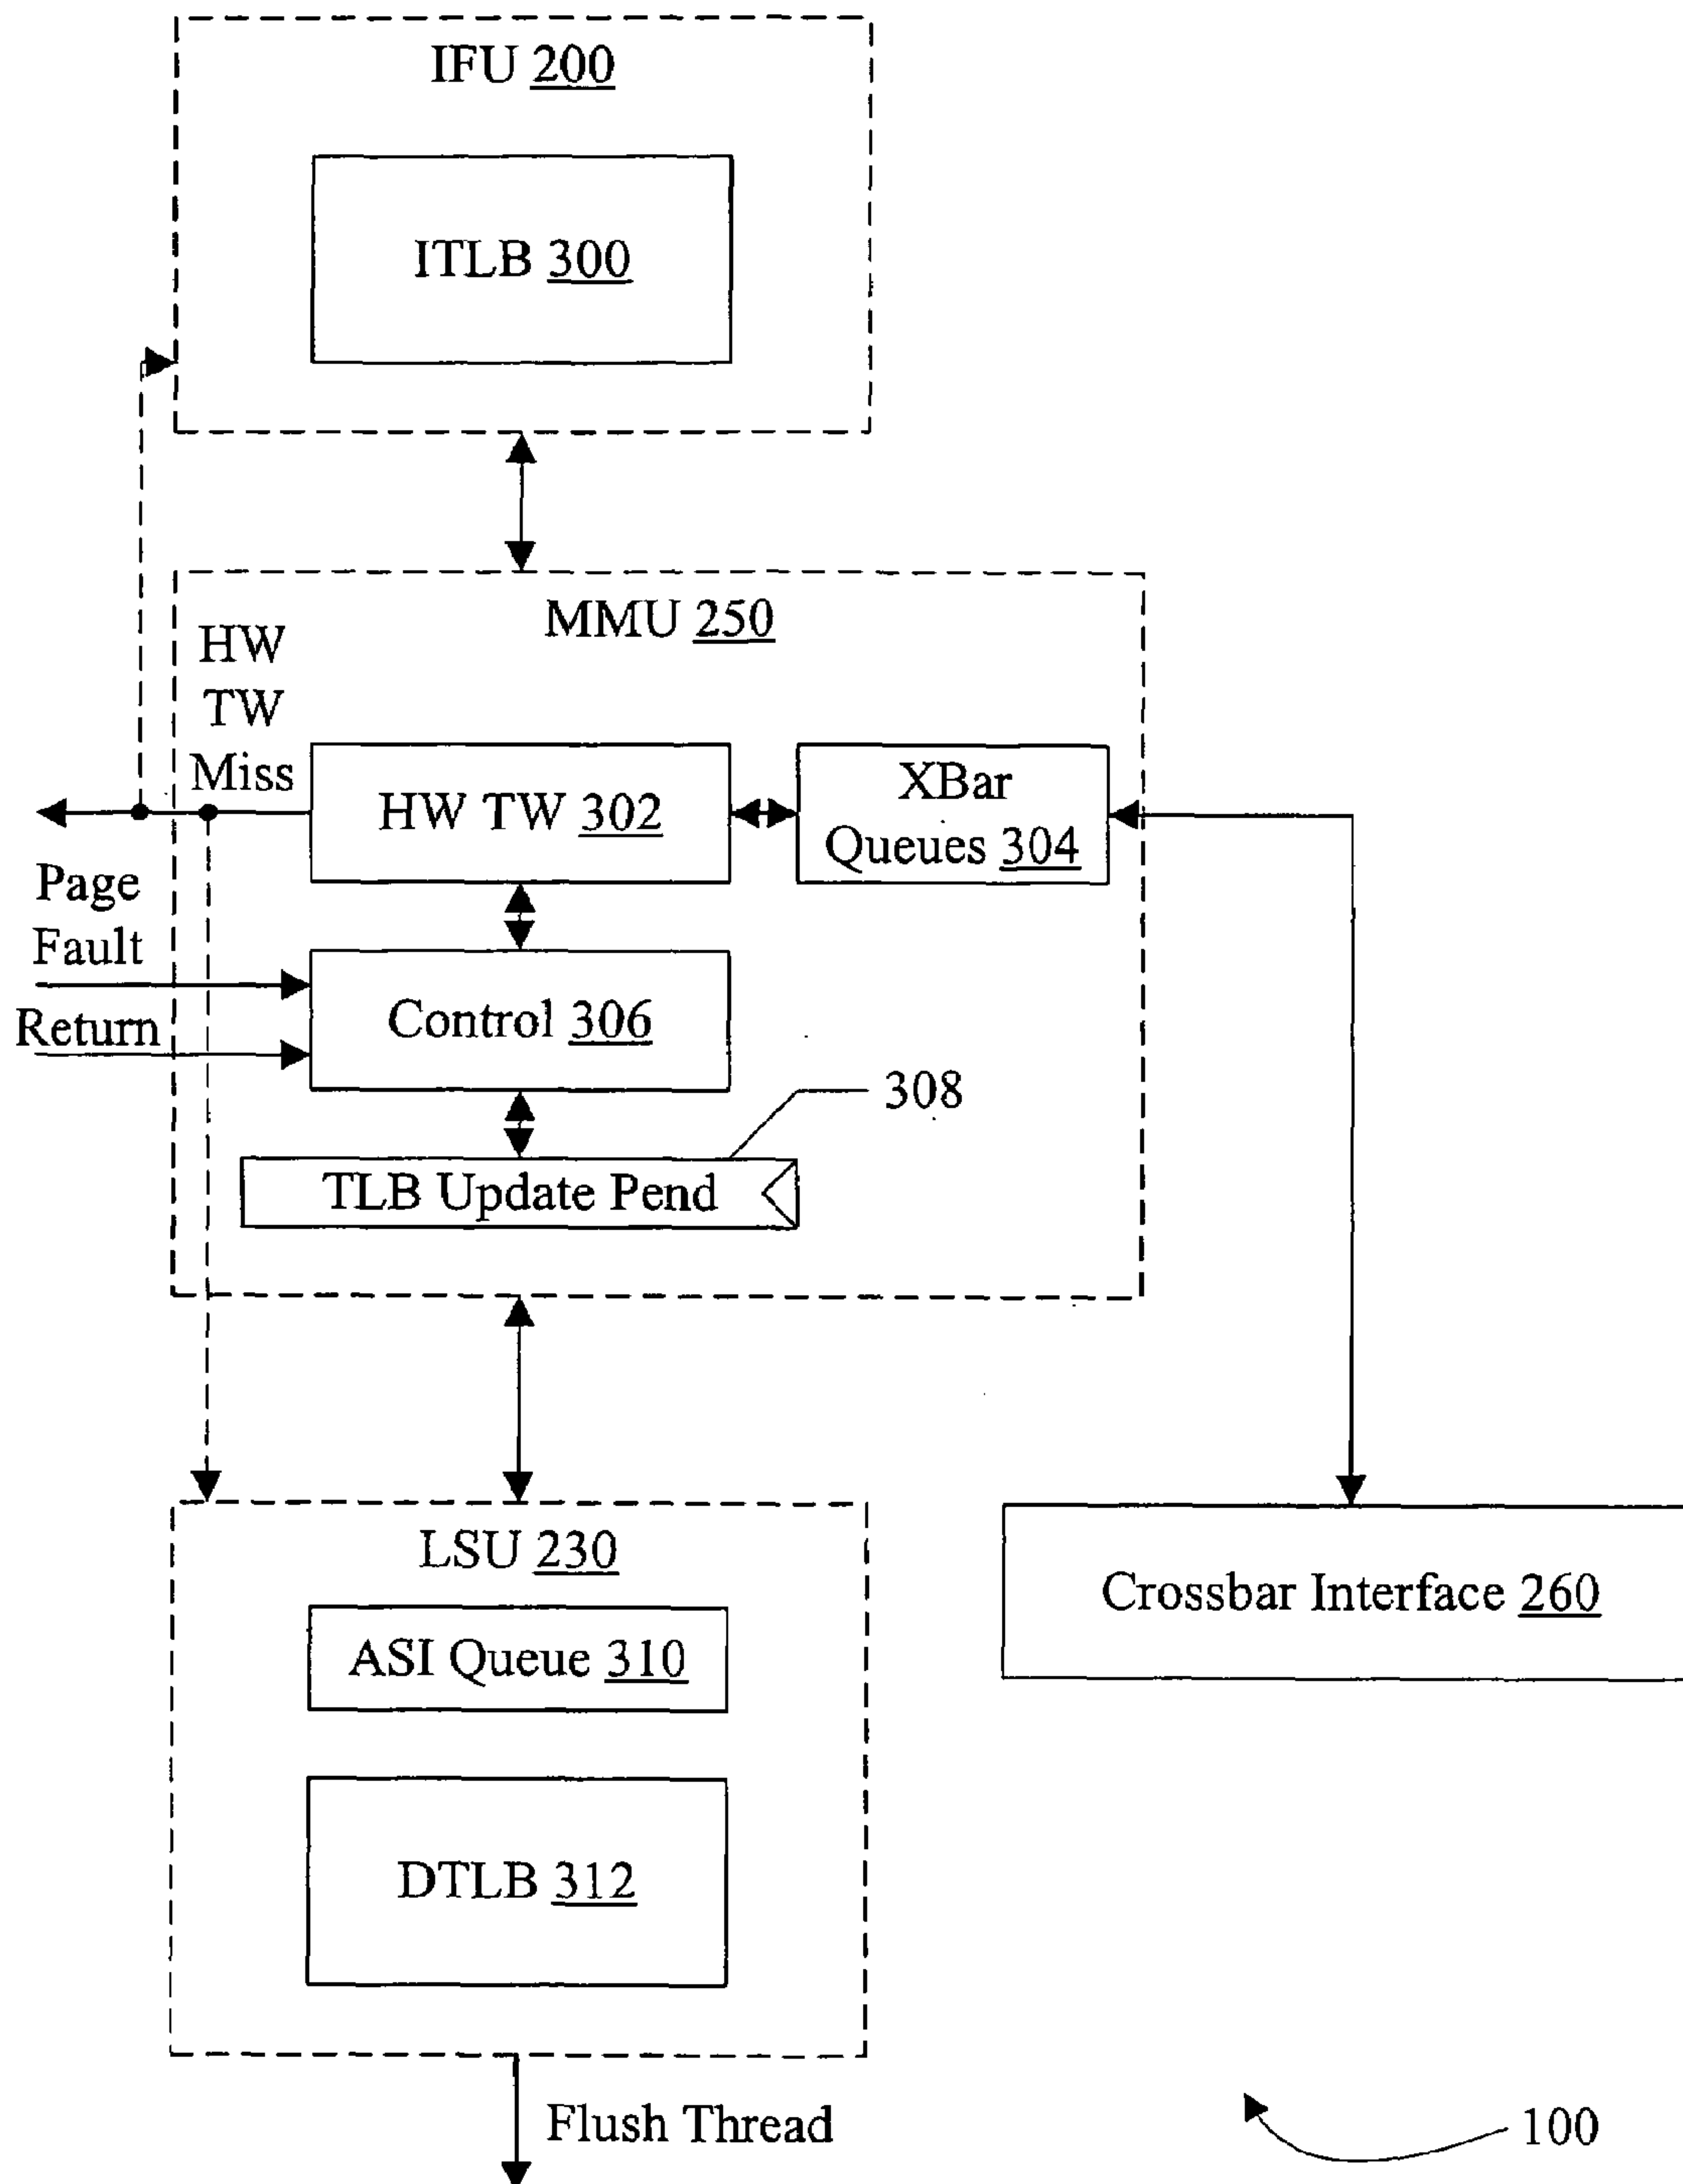 IFU 200
ITLB 300
MMU 250
HW
TW
Miss
HW TW 302
XBar
Queues 304
Page
Fault
Control 306
Return
308
TLB Update Pend
LSU 230
ASI Queue 310
Crossbar Interface 260
DTLB 312
Flush Thread
100